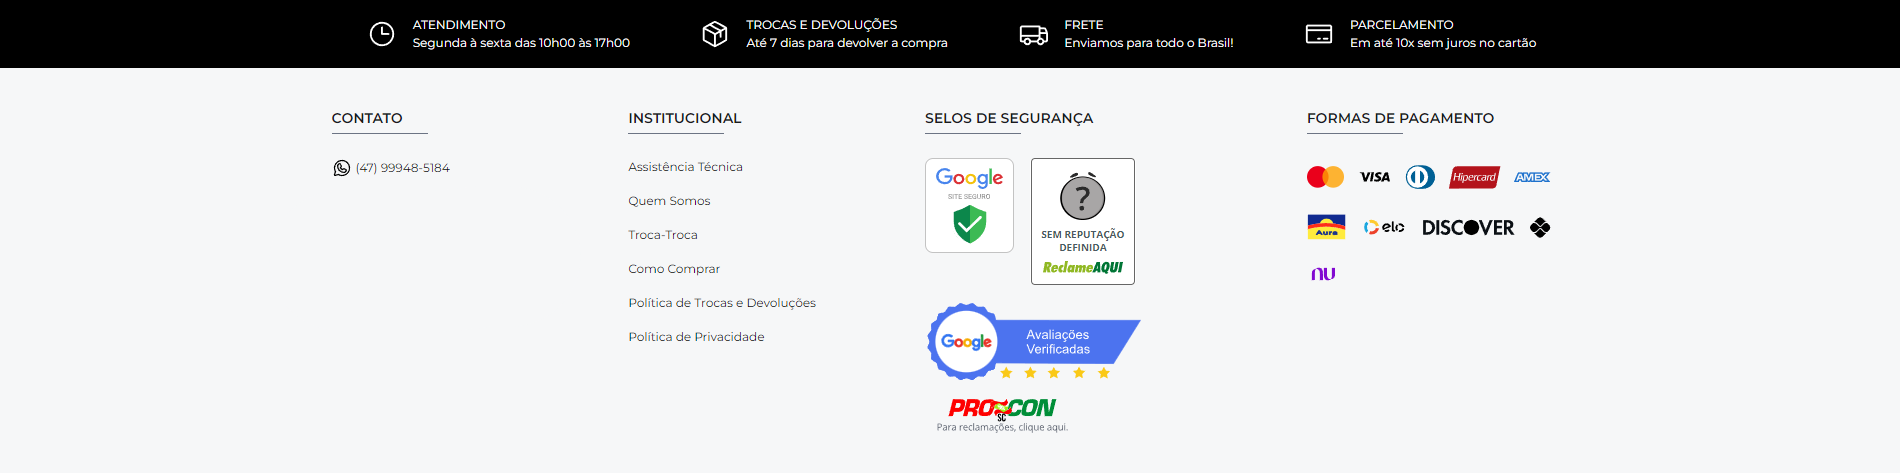 ATENDIMENTO
Segunda à sexta das 10h00 às 17h00
TROCAS E DEVOLUÇÕES
Até 7 dias para devolver a compra
FRETE
Enviamos para todo o Brasil!
PARCELAMENTO
Em até 10x sem juros no cartão
CONTATO
(47) 99948-5184
INSTITUCIONAL
Assistência Técnica
Quem Somos
Troca-Troca
Como Comprar
Política de Trocas e Devoluções
Política de Privacidade
SELOS DE SEGURANÇA
Google
SITE SEGURO
?
SEM REPUTAÇÃO
DEFINIDA
ReclameAQUI
Google
Avaliações
Verificadas
PROCON
SC
Para reclamações, clique aqui.
FORMAS DE PAGAMENTO
VISA
Hipercard
AMEX
Aura
elo
DISCOVER
nu